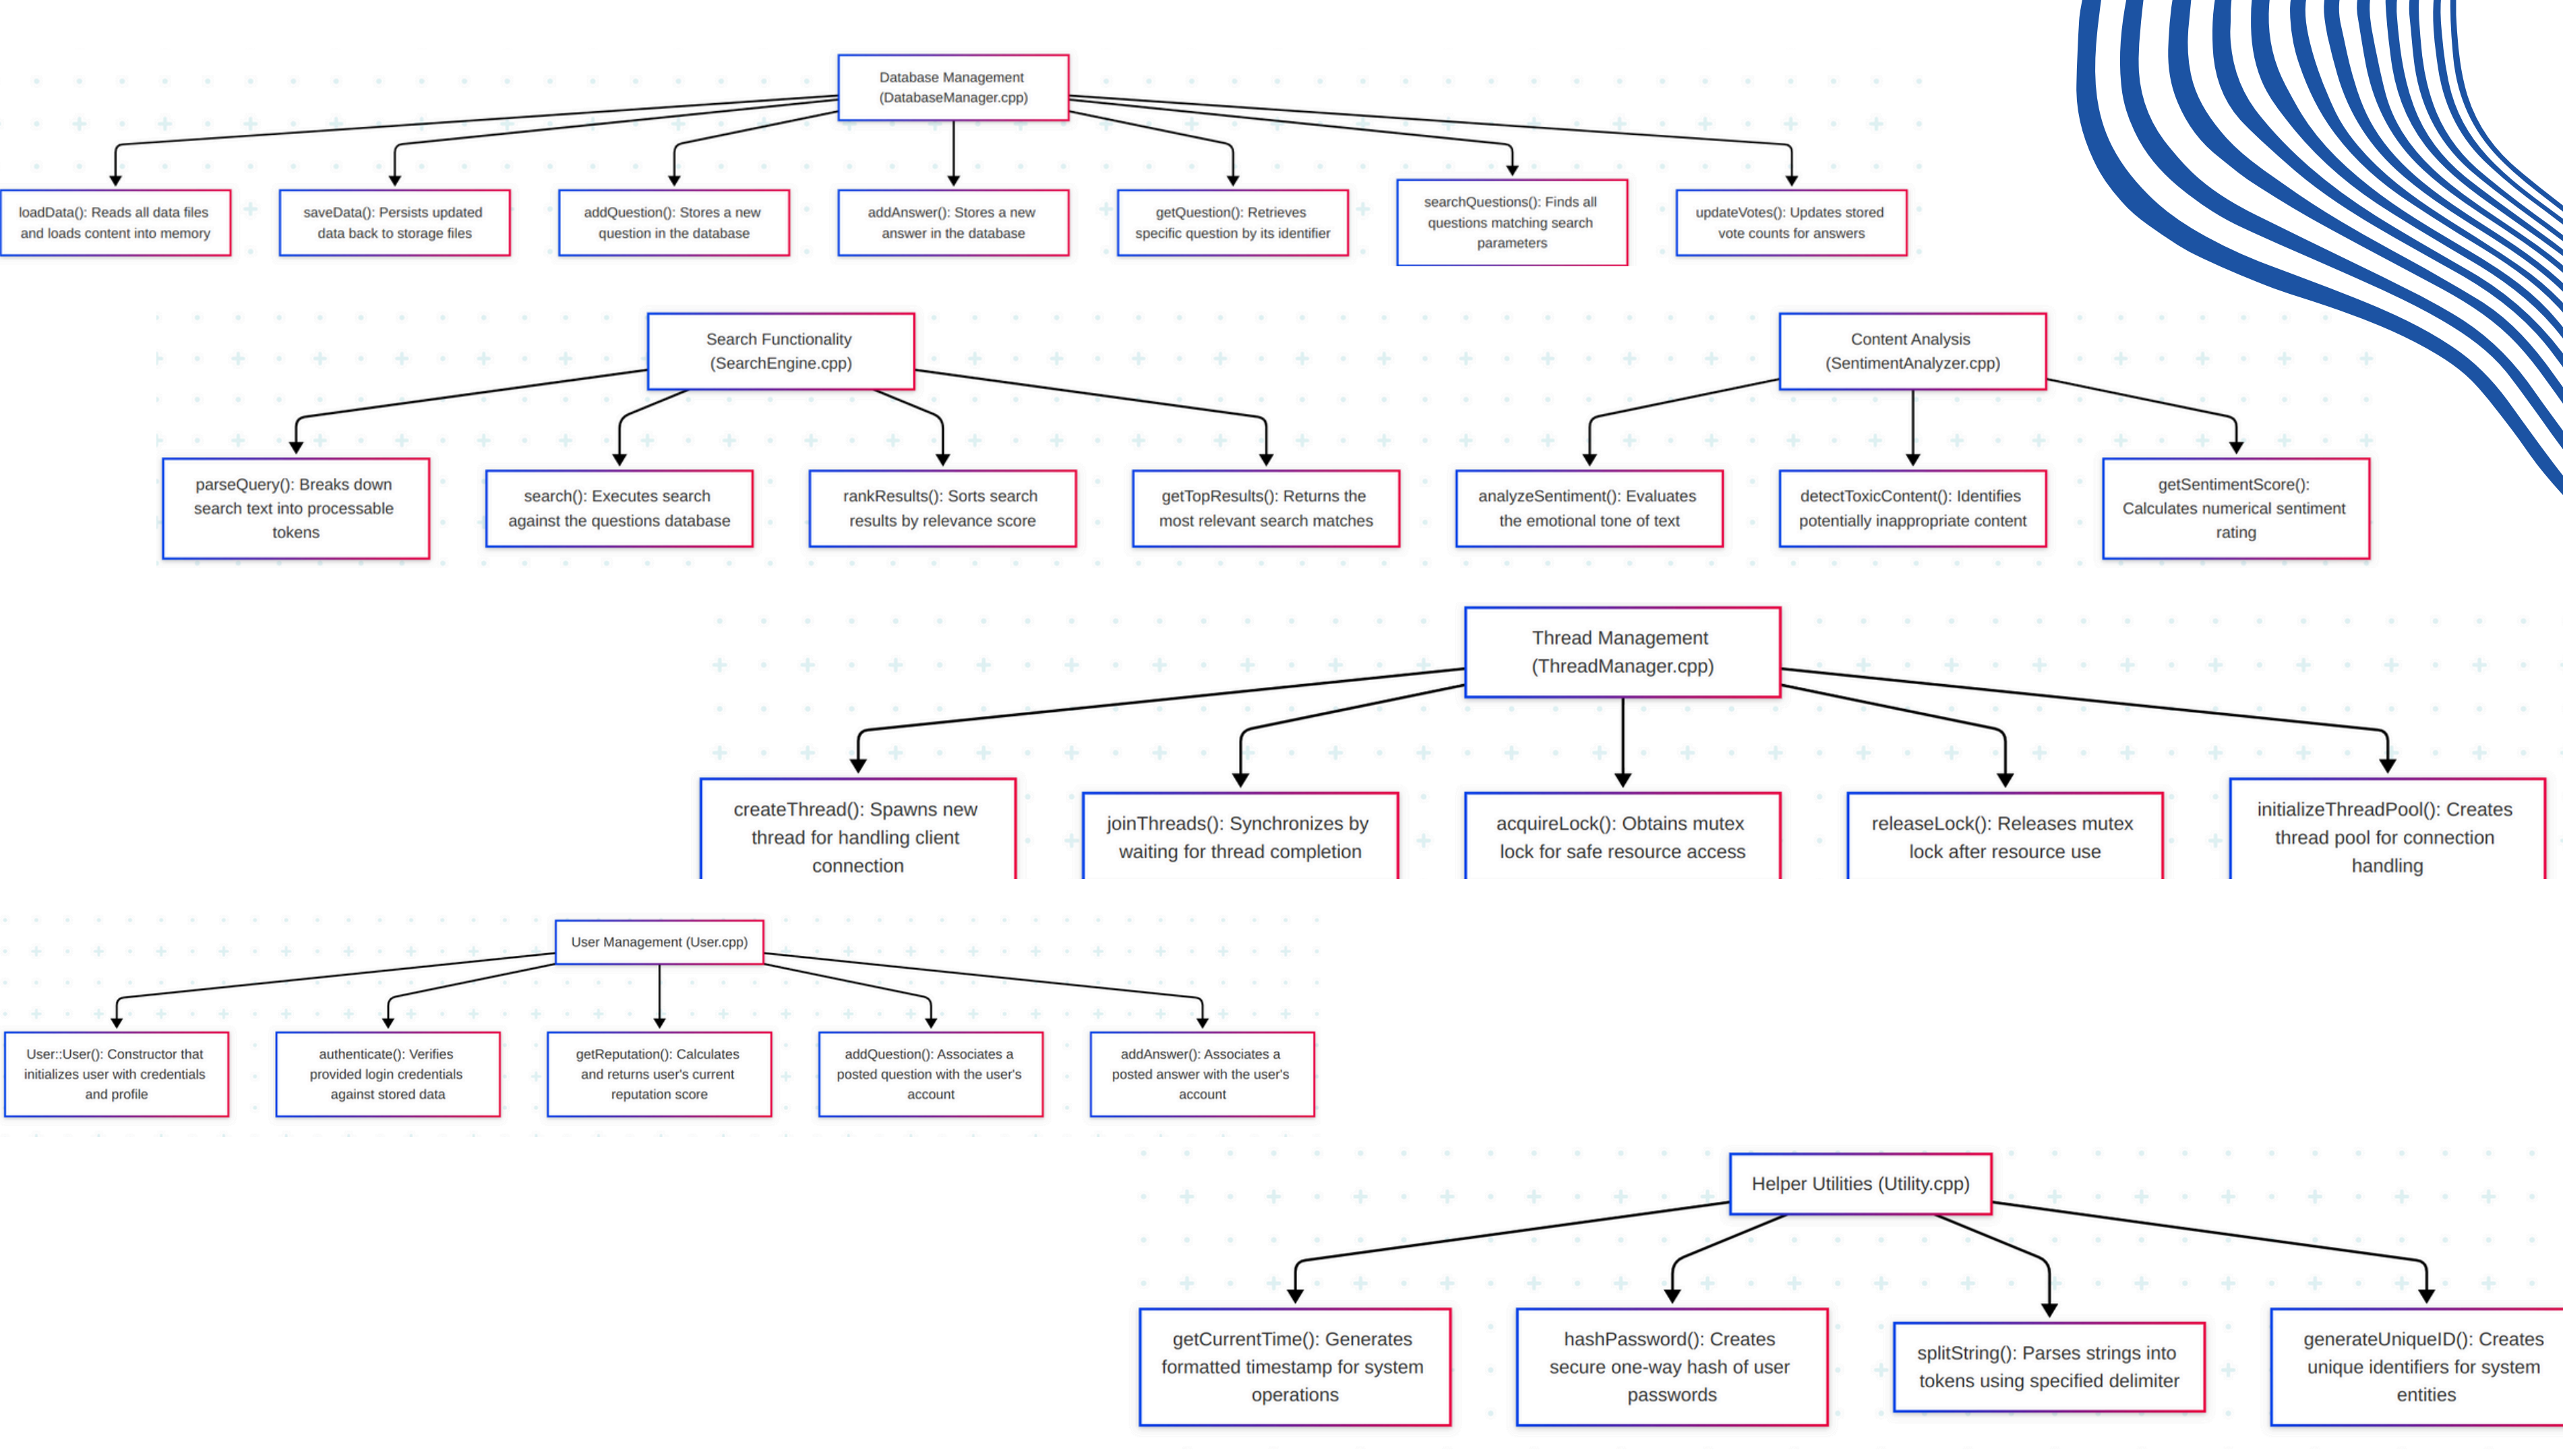 Database Management
(DatabaseManager.cpp)
loadData(): Reads all data files
and loads content into memory
saveData(): Persists updated
data back to storage files
addQuestion(): Stores a new
question in the database
addAnswer(): Stores a new
answer in the database
getQuestion(): Retrieves
specific question by its identifier
searchQuestions(): Finds all
questions matching search
parameters
updateVotes(): Updates stored
vote counts for answers
Search Functionality
(SearchEngine.cpp)
parseQuery(): Breaks down
search text into processable
tokens
search(): Executes search
against the questions database
rankResults(): Sorts search
results by relevance score
getTopResults(): Returns the
most relevant search matches
Content Analysis
(SentimentAnalyzer.cpp)
analyzeSentiment(): Evaluates
the emotional tone of text
detectToxicContent(): Identifies
potentially inappropriate content
getSentimentScore():
Calculates numerical sentiment
rating
Thread Management
(ThreadManager.cpp)
createThread(): Spawns new
thread for handling client
connection
joinThreads(): Synchronizes by
waiting for thread completion
acquireLock(): Obtains mutex
lock for safe resource access
releaseLock(): Releases mutex
lock after resource use
initializeThreadPool(): Creates
thread pool for connection
handling
User Management (User.cpp)
User::User(): Constructor that
initializes user with credentials
and profile
authenticate(): Verifies
provided login credentials
against stored data
getReputation(): Calculates
and returns user's current
reputation score
addQuestion(): Associates a
posted question with the user's
account
addAnswer(): Associates a
posted answer with the user's
account
Helper Utilities (Utility.cpp)
getCurrentTime(): Generates
formatted timestamp for system
operations
hashPassword(): Creates
secure one-way hash of user
passwords
splitString(): Parses strings into
tokens using specified delimiter
generateUniqueID(): Creates
unique identifiers for system
entities